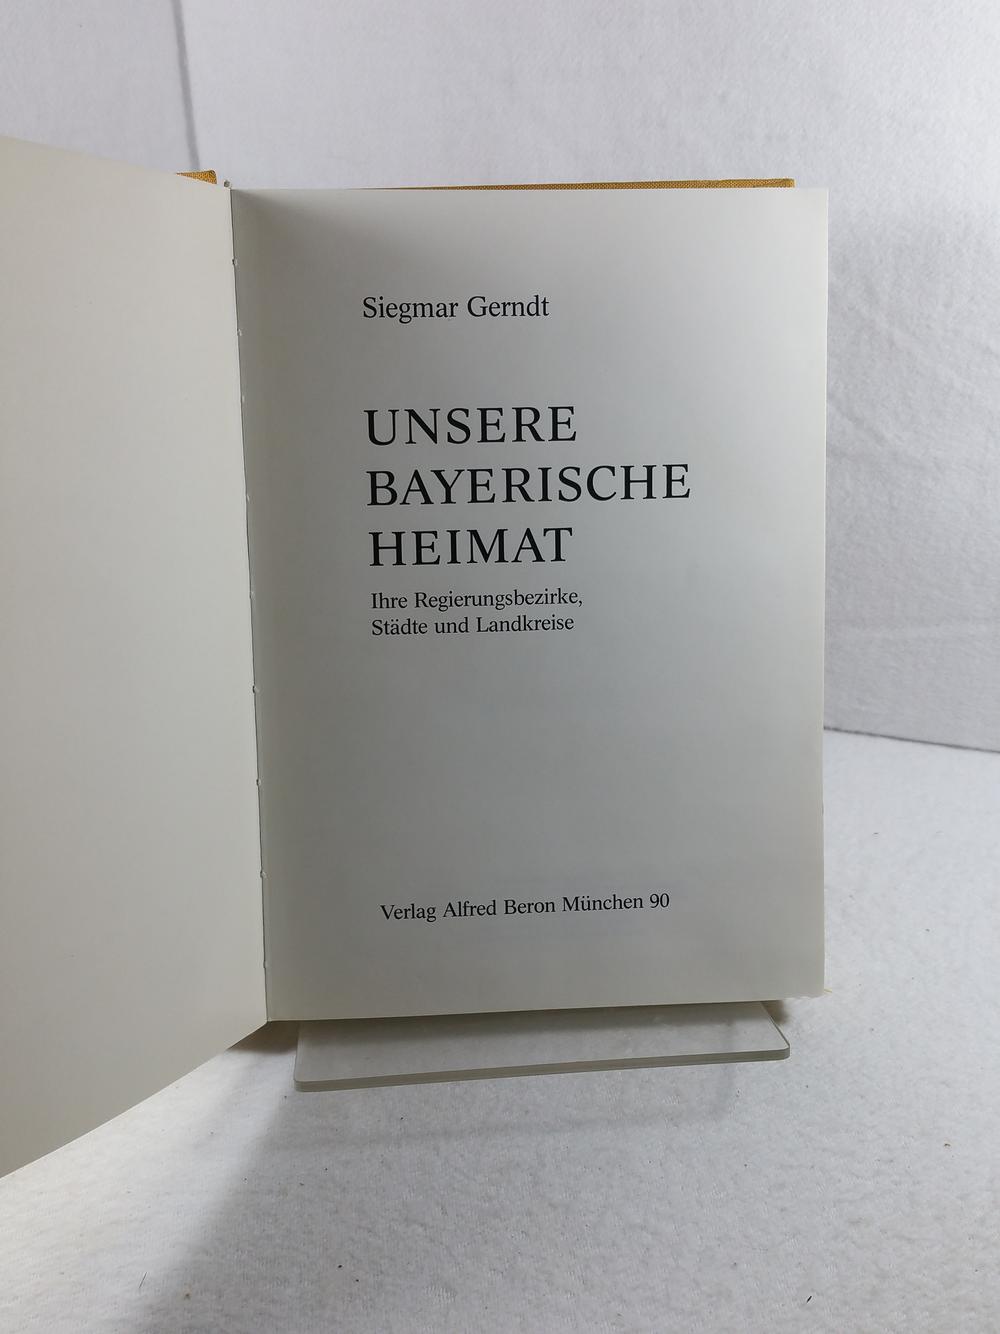 Siegmar Gerndt
UNSERE
BAYERISCHE
HEIMAT
Ihre Regierungsbezirke,
Städte und Landkreise
Verlag Alfred Beron München 90